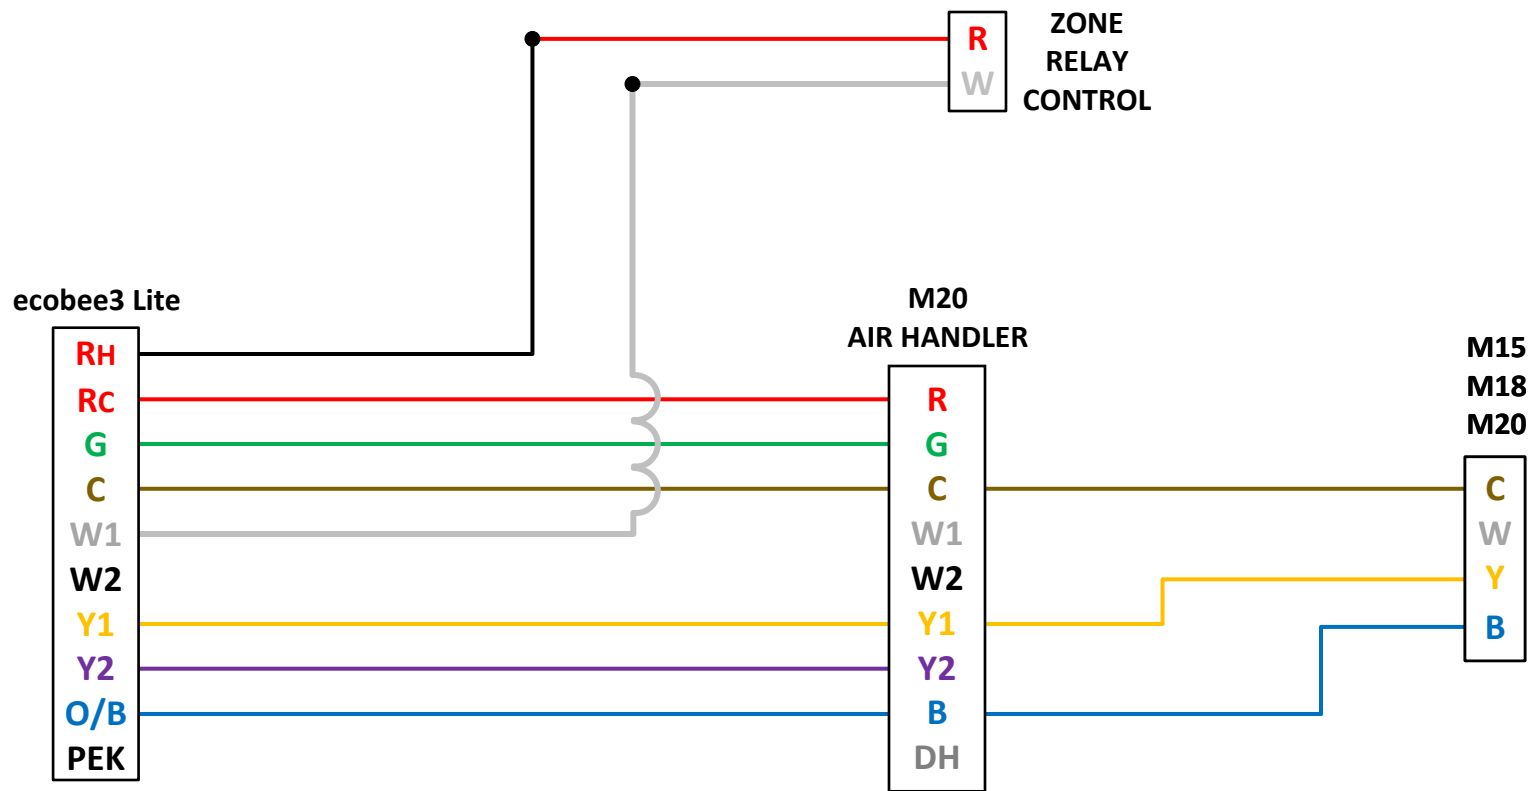 ZONE
RELAY
CONTROL
R
W
ecobee3 Lite
RH
RC
G
C
W1
W2
Y1
Y2
O/B
PEK
M20
AIR HANDLER
R
G
C
W1
W2
Y1
Y2
B
DH
M15
M18
M20
C
W
Y
B